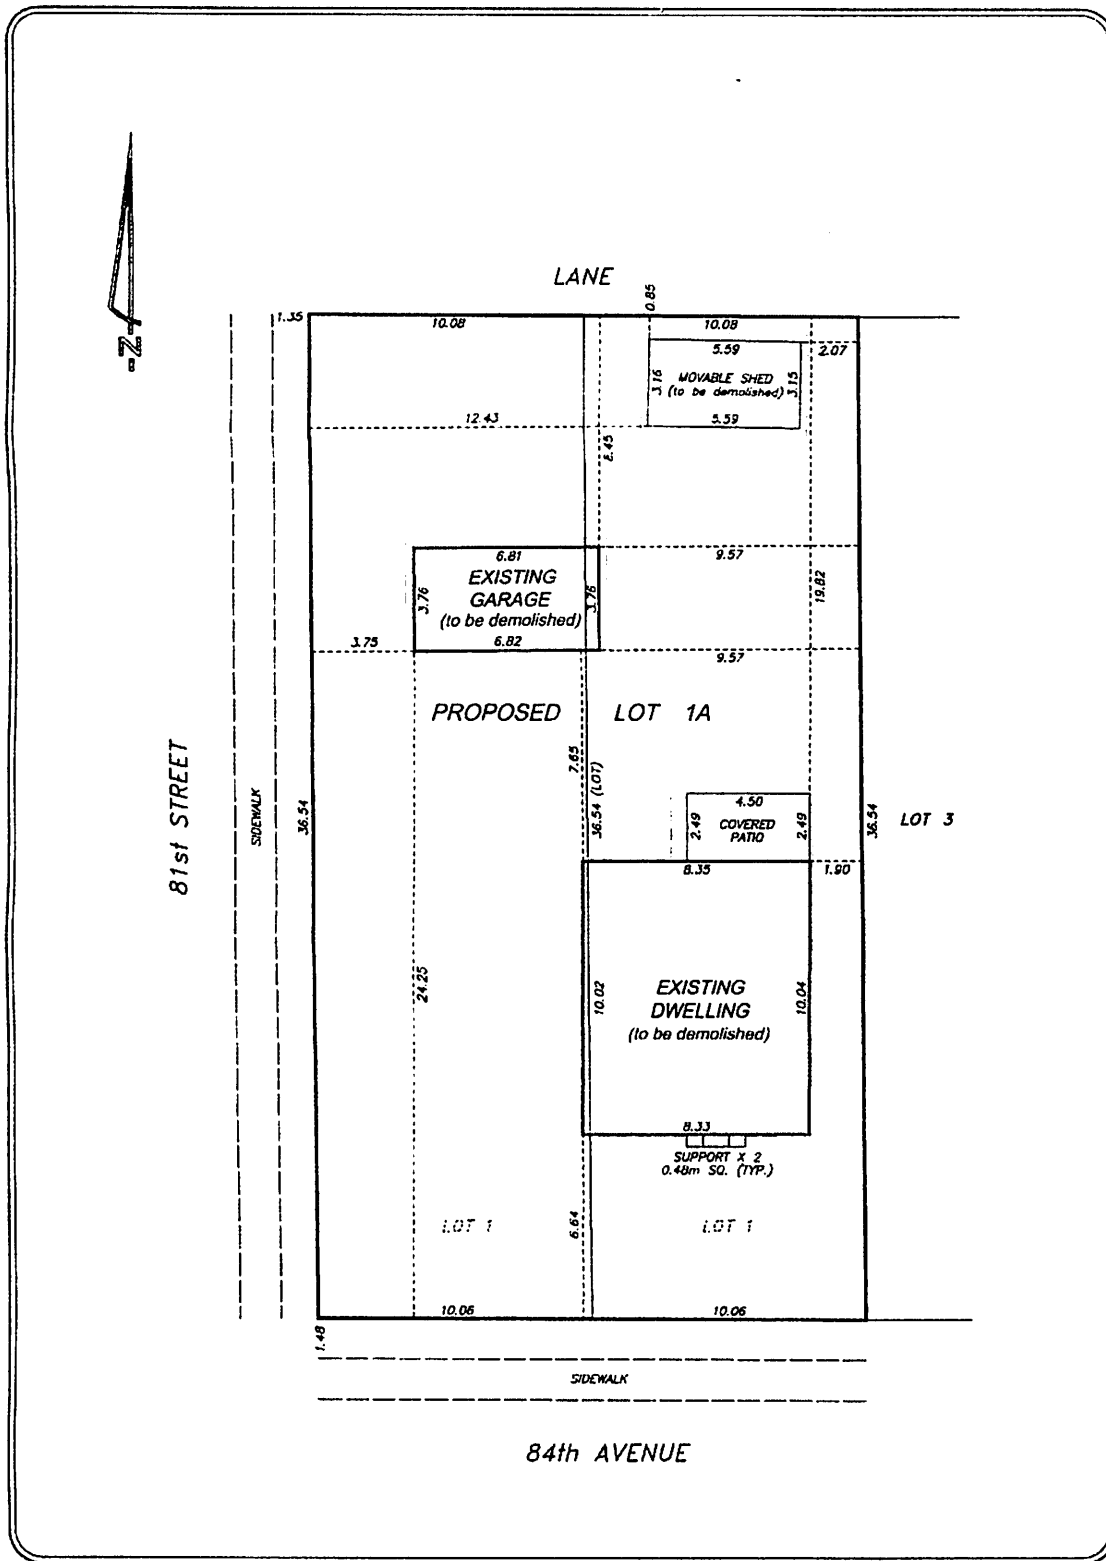 LANE
-N-
1.35
10.08
0.85
10.08
5.59
2.07
3.16
MOVABLE SHED
(to be demolished)
3.15
5.59
12.43
8.45
6.81
9.57
EXISTING
GARAGE
(to be demolished)
3.76
3.76
19.82
3.75
6.82
9.57
PROPOSED LOT 1A
7.65
36.54 (LOT)
81st STREET
SIDEWALK
36.54
4.50
2.49
COVERED
PATIO
2.49
36.54
LOT 3
8.35
1.90
24.25
10.02
EXISTING
DWELLING
(to be demolished)
10.04
8.33
SUPPORT X 2
0.48m SQ. (TYP.)
LOT 1
6.64
LOT 1
10.06
10.06
1.48
SIDEWALK
84th AVENUE